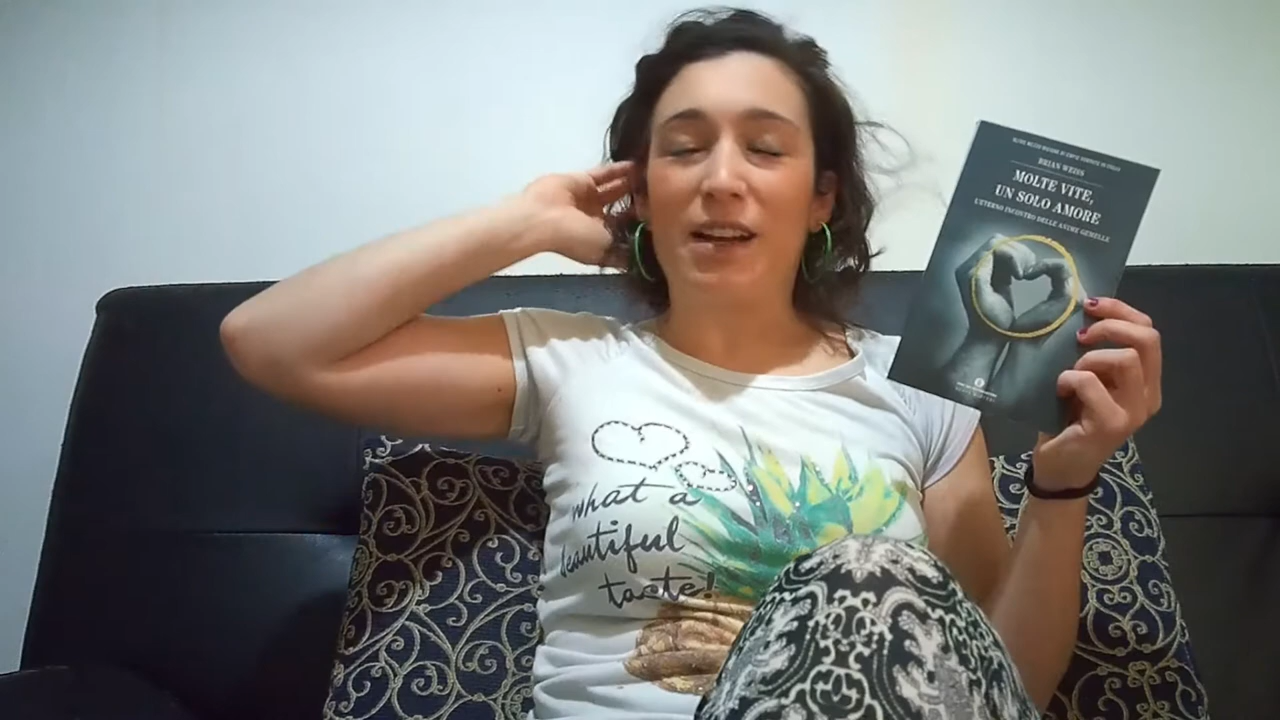 BRIAN WEISS
MOLTE VITE,
UN SOLO AMORE
L'ETERNO INCONTRO DELLE ANIME GEMELLE
what a
beautiful
taste!